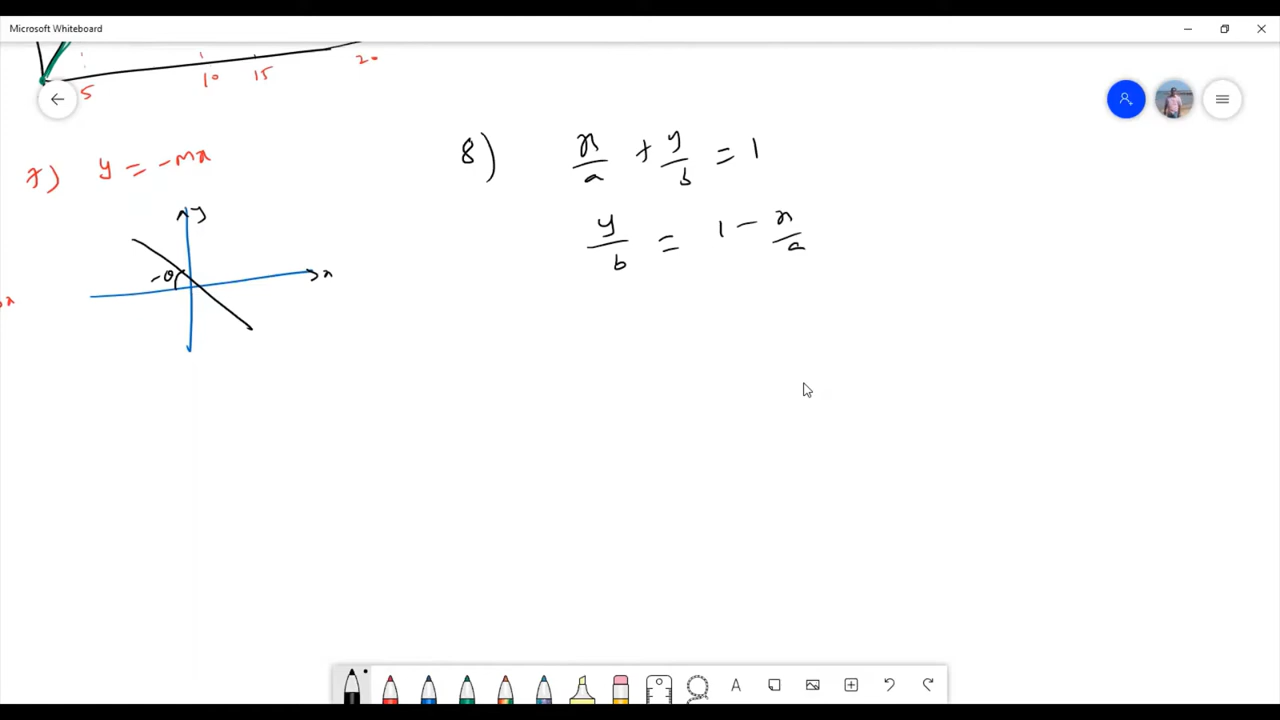 Microsoft Whiteboard
5 10 15 20
7) y = -mx
y
-θ
x
8) x/a + y/b = 1
y/b = 1 - x/a
A